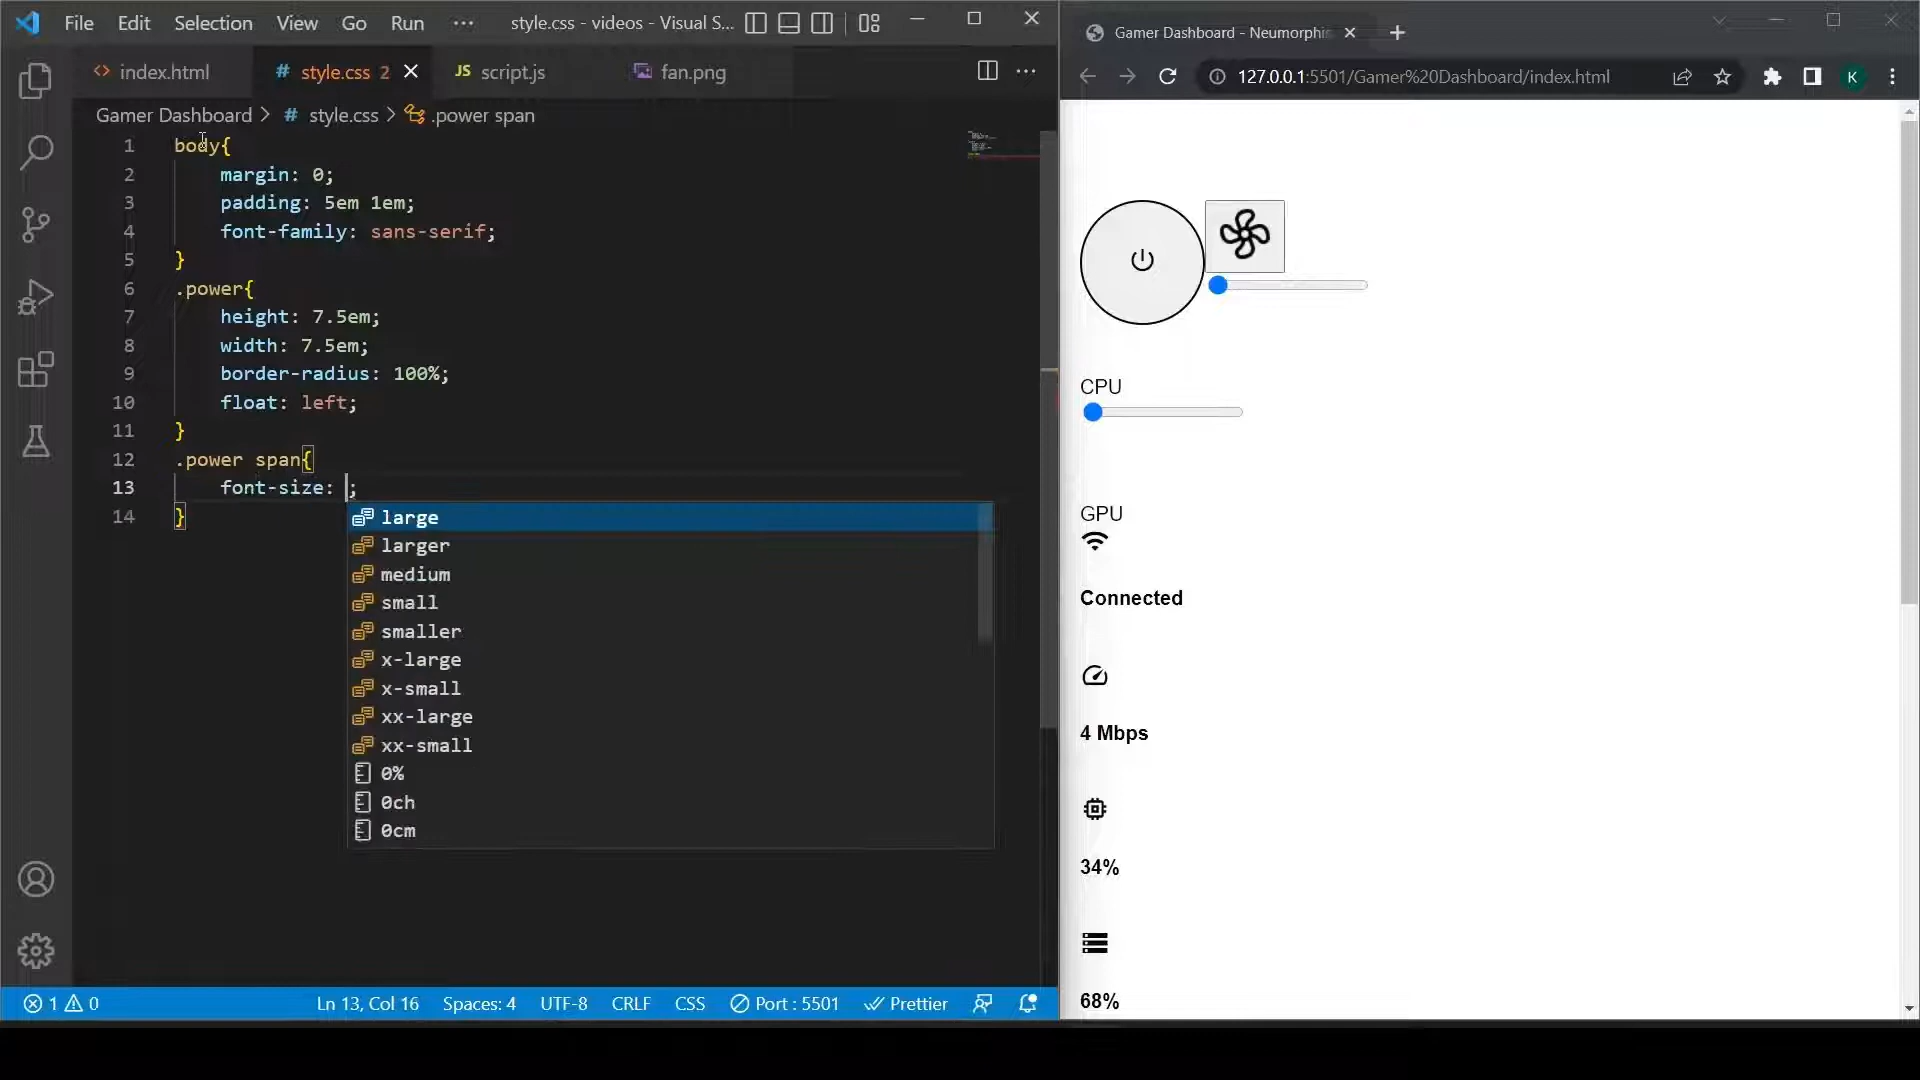 File Edit Selection View Go Run ··· style.css - videos - Visual S...
index.html # style.css 2 JS script.js fan.png
Gamer Dashboard > # style.css > .power span
1 body{
2 margin: 0;
3 padding: 5em 1em;
4 font-family: sans-serif;
5 }
6 .power{
7 height: 7.5em;
8 width: 7.5em;
9 border-radius: 100%;
10 float: left;
11 }
12 .power span{
13 font-size: ;
14 }
large
larger
medium
small
smaller
x-large
x-small
xx-large
xx-small
0%
0ch
0cm
1 0 Ln 13, Col 16 Spaces: 4 UTF-8 CRLF CSS Port : 5501 Prettier
Gamer Dashboard - Neumorphis
127.0.0.1:5501/Gamer%20Dashboard/index.html K
CPU
GPU
Connected
4 Mbps
34%
68%